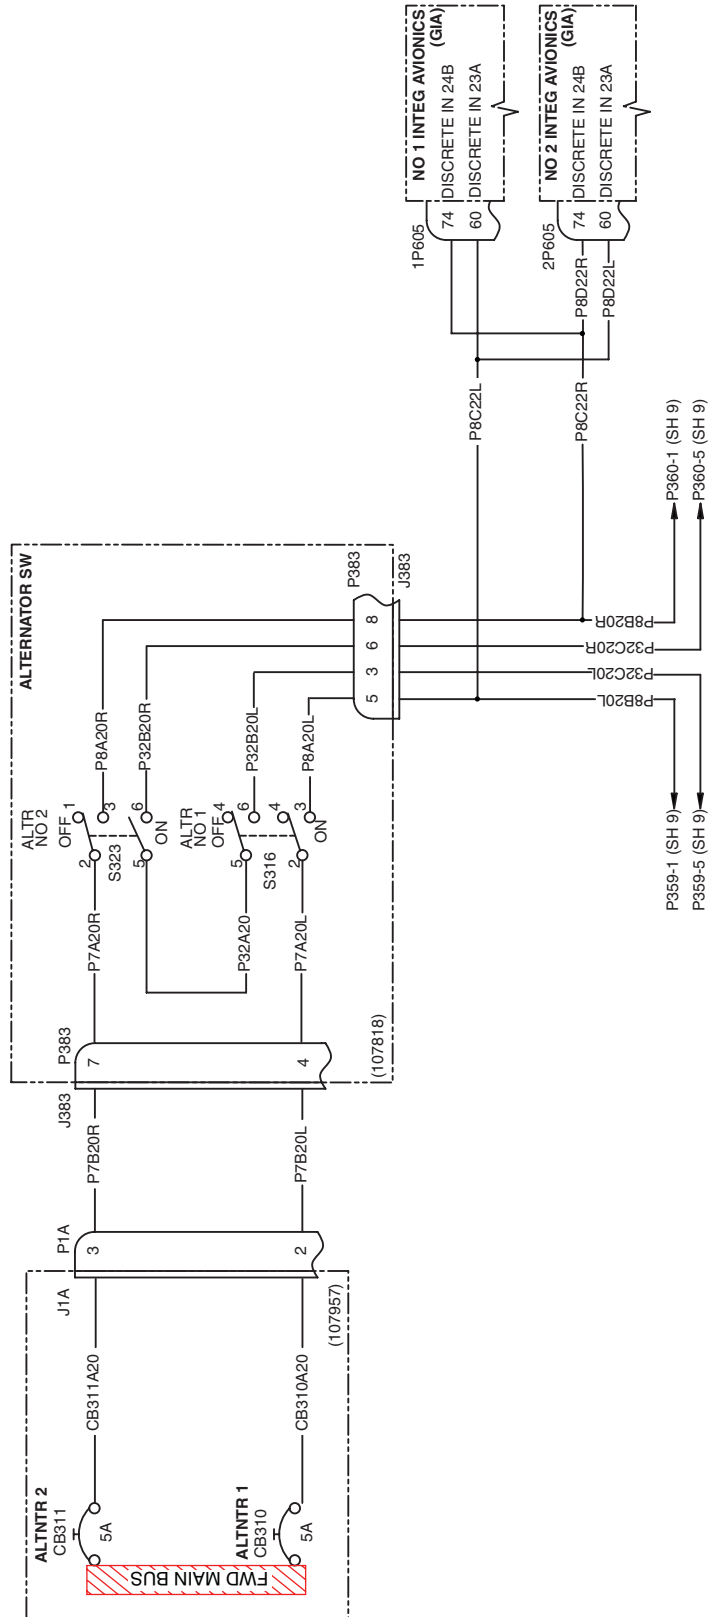 ALTNTR 2
CB311
5A
ALTNTR 1
CB310
5A
FWD MAIN BUS
CB311A20
CB310A20
(107957)
J1A
P1A
3
2
P7B20R
P7B20L
J383
P383
7
4
(107818)
ALTERNATOR SW
P7A20R
P32A20
P7A20L
ALTR
NO 2
OFF
1
2
3
S323
5
6
ON
ALTR
NO 1
OFF
4
5
6
S316
4
2
3
ON
P8A20R
P32B20R
P32B20L
P8A20L
P383
J383
8
6
3
5
P8B20R
P32C20R
P32C20L
P8B20L
P359-1 (SH 9)
P359-5 (SH 9)
P360-1 (SH 9)
P360-5 (SH 9)
P8C22L
P8C22R
P8D22R
P8D22L
1P605
74
60
NO 1 INTEG AVIONICS
(GIA)
DISCRETE IN 24B
DISCRETE IN 23A
2P605
74
60
NO 2 INTEG AVIONICS
(GIA)
DISCRETE IN 24B
DISCRETE IN 23A